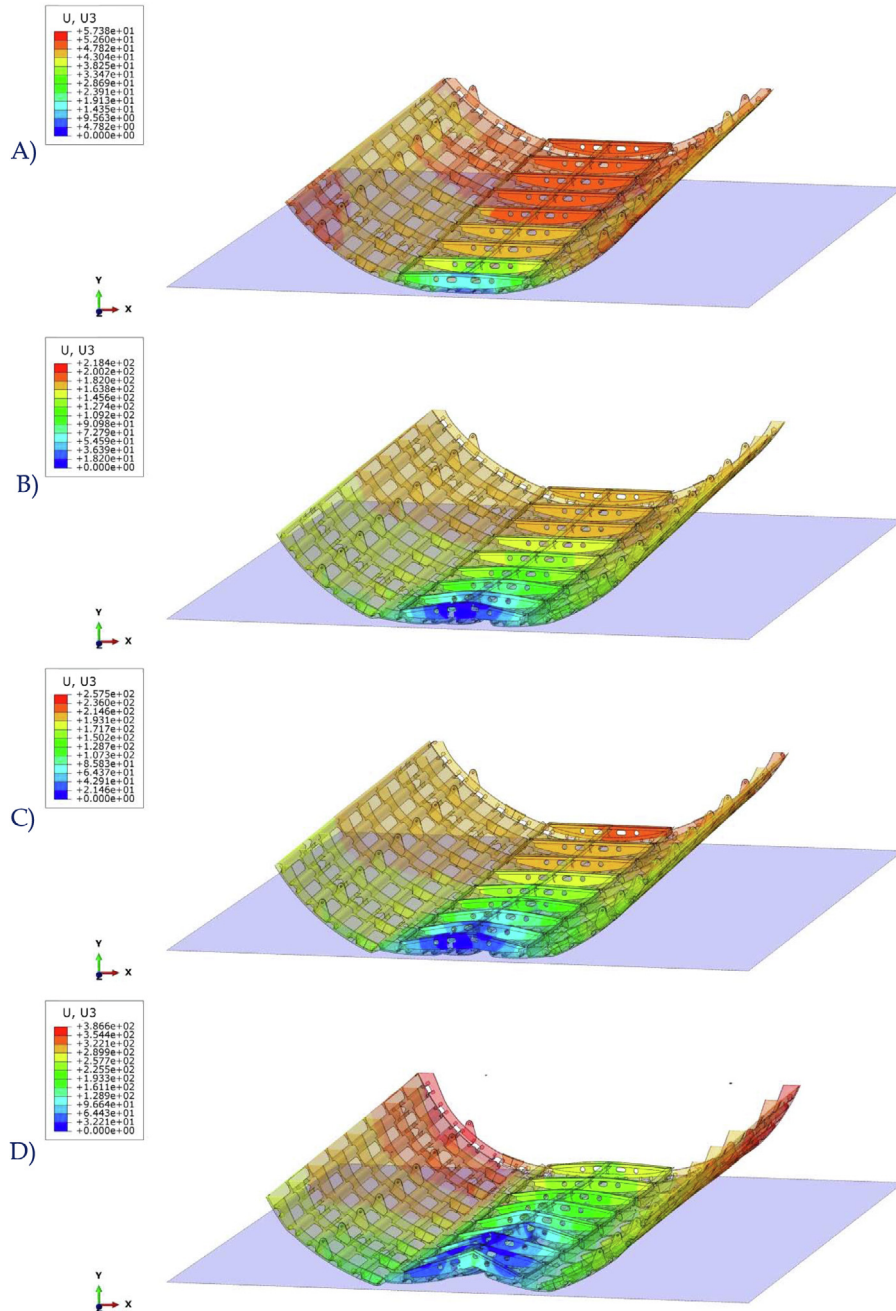 U, U3
+5.738e+01
+5.260e+01
+4.782e+01
+4.304e+01
+3.825e+01
+3.347e+01
+2.869e+01
+2.391e+01
+1.913e+01
+1.435e+01
+9.563e+00
+4.782e+00
+0.000e+00
A)
Y
Z
X
U, U3
+2.184e+02
+2.002e+02
+1.820e+02
+1.638e+02
+1.456e+02
+1.274e+02
+1.092e+02
+9.098e+01
+7.279e+01
+5.459e+01
+3.639e+01
+1.820e+01
+0.000e+00
B)
Y
Z
X
U, U3
+2.575e+02
+2.360e+02
+2.146e+02
+1.931e+02
+1.717e+02
+1.502e+02
+1.287e+02
+1.073e+02
+8.583e+01
+6.437e+01
+4.291e+01
+2.146e+01
+0.000e+00
C)
Y
Z
X
U, U3
+3.866e+02
+3.544e+02
+3.221e+02
+2.899e+02
+2.577e+02
+2.255e+02
+1.933e+02
+1.611e+02
+1.289e+02
+9.664e+01
+6.443e+01
+3.221e+01
+0.000e+00
D)
Y
Z
X